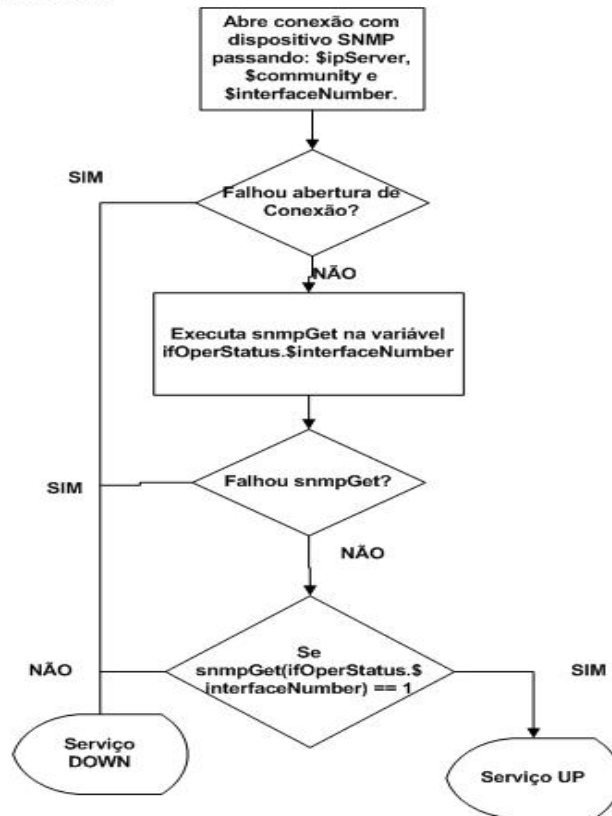 Abre conexão com
dispositivo SNMP
passando: $ipServer,
$community e
$interfaceNumber.
SIM
Falhou abertura de
Conexão?
NÃO
Executa snmpGet na variável
ifOperStatus.$interfaceNumber
SIM
Falhou snmpGet?
NÃO
Se
snmpGet(ifOperStatus.$
interfaceNumber) == 1
NÃO
SIM
Serviço
DOWN
Serviço UP